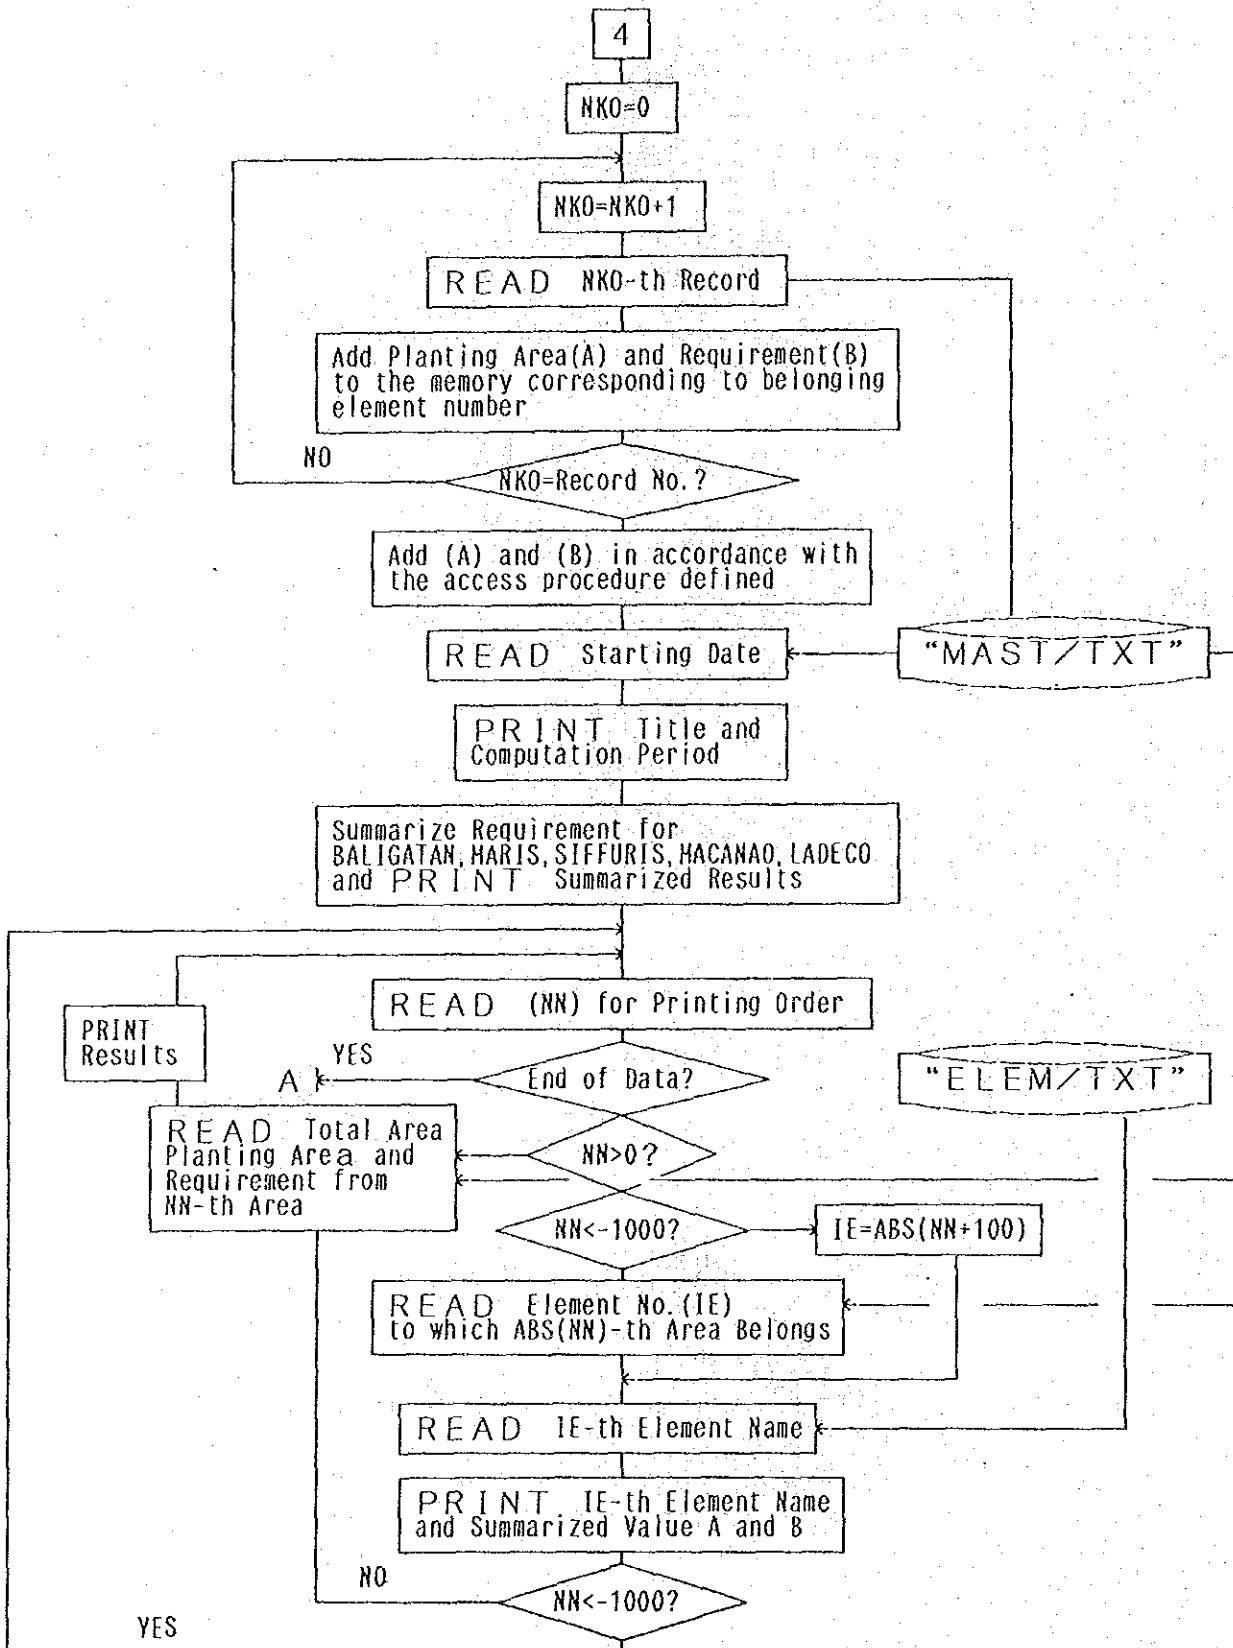 4
NKO=0
NKO=NKO+1
READ NKO-th Record
Add Planting Area(A) and Requirement(B)
to the memory corresponding to belonging
element number
NO
NKO=Record No.?
Add (A) and (B) in accordance with
the access procedure defined
READ Starting Date
"MAST/TXT"
PRINT Title and
Computation Period
Summarize Requirement for
BALIGATAN, HARIS, SIFFURIS, MACANAO, LADECO
and PRINT Summarized Results
READ (NN) for Printing Order
PRINT
Results
YES
A
End of Data?
"ELEM/TXT"
READ Total Area
Planting Area and
Requirement from
NN-th Area
NN>0?
NN<-1000?
IE=ABS(NN+100)
READ Element No.(IE)
to which ABS(NN)-th Area Belongs
READ IE-th Element Name
PRINT IE-th Element Name
and Summarized Value A and B
NO
NN<-1000?
YES